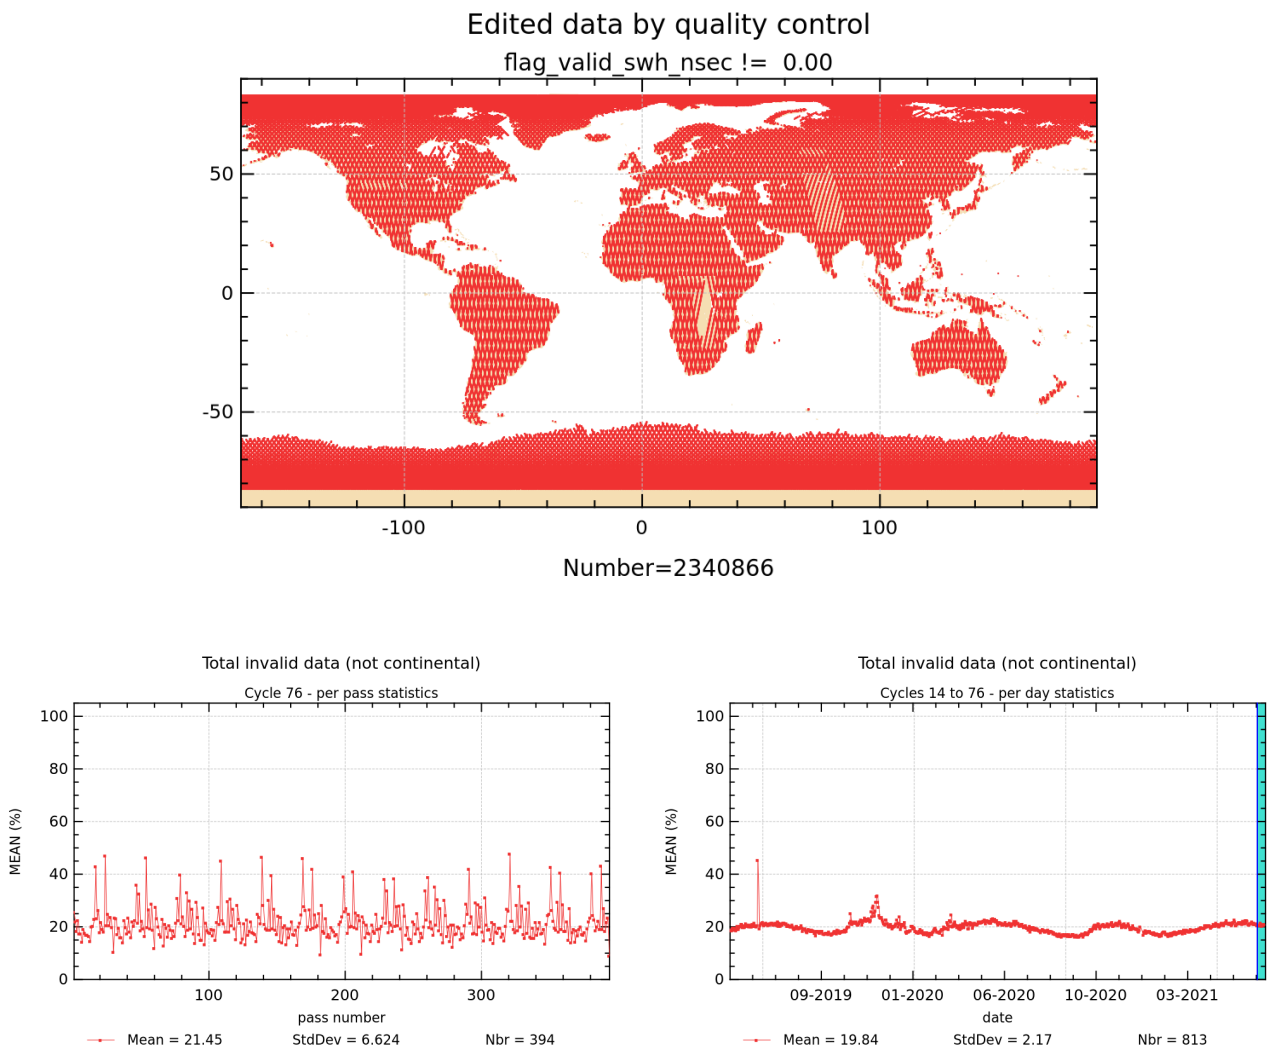 Edited data by quality control
flag_valid_swh_nsec !=  0.00
50
0
-50
-100 0 100
Number=2340866
Total invalid data (not continental)
Cycle 76 - per pass statistics
MEAN (%)
100
80
60
40
20
0
100 200 300
pass number
Mean = 21.45 StdDev = 6.624 Nbr = 394
Total invalid data (not continental)
Cycles 14 to 76 - per day statistics
MEAN (%)
100
80
60
40
20
0
09-2019 01-2020 06-2020 10-2020 03-2021
date
Mean = 19.84 StdDev = 2.17 Nbr = 813